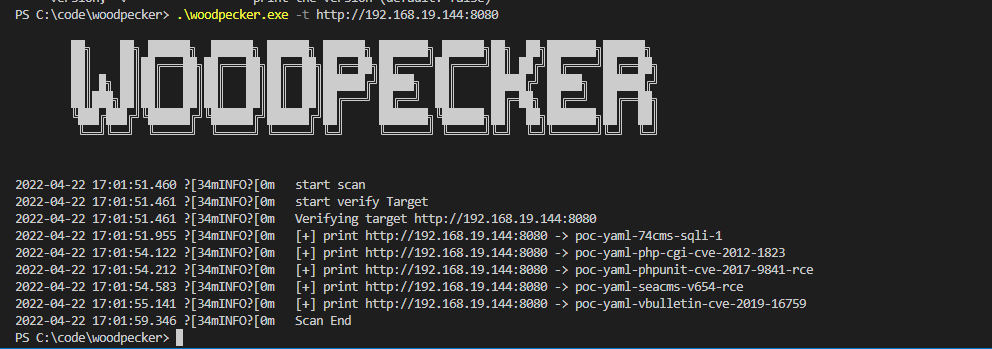 PS C:\code\woodpecker> .\woodpecker.exe -t http://192.168.19.144:8080
WOODPECKER
2022-04-22 17:01:51.460 ?[34mINFO?[0m start scan
2022-04-22 17:01:51.461 ?[34mINFO?[0m start verify Target
2022-04-22 17:01:51.461 ?[34mINFO?[0m Verifying target http://192.168.19.144:8080
2022-04-22 17:01:51.955 ?[34mINFO?[0m [+] print http://192.168.19.144:8080 -> poc-yaml-74cms-sqli-1
2022-04-22 17:01:54.122 ?[34mINFO?[0m [+] print http://192.168.19.144:8080 -> poc-yaml-php-cgi-cve-2012-1823
2022-04-22 17:01:54.212 ?[34mINFO?[0m [+] print http://192.168.19.144:8080 -> poc-yaml-phpunit-cve-2017-9841-rce
2022-04-22 17:01:54.583 ?[34mINFO?[0m [+] print http://192.168.19.144:8080 -> poc-yaml-seacms-v654-rce
2022-04-22 17:01:55.141 ?[34mINFO?[0m [+] print http://192.168.19.144:8080 -> poc-yaml-vbulletin-cve-2019-16759
2022-04-22 17:01:59.346 ?[34mINFO?[0m Scan End
PS C:\code\woodpecker>